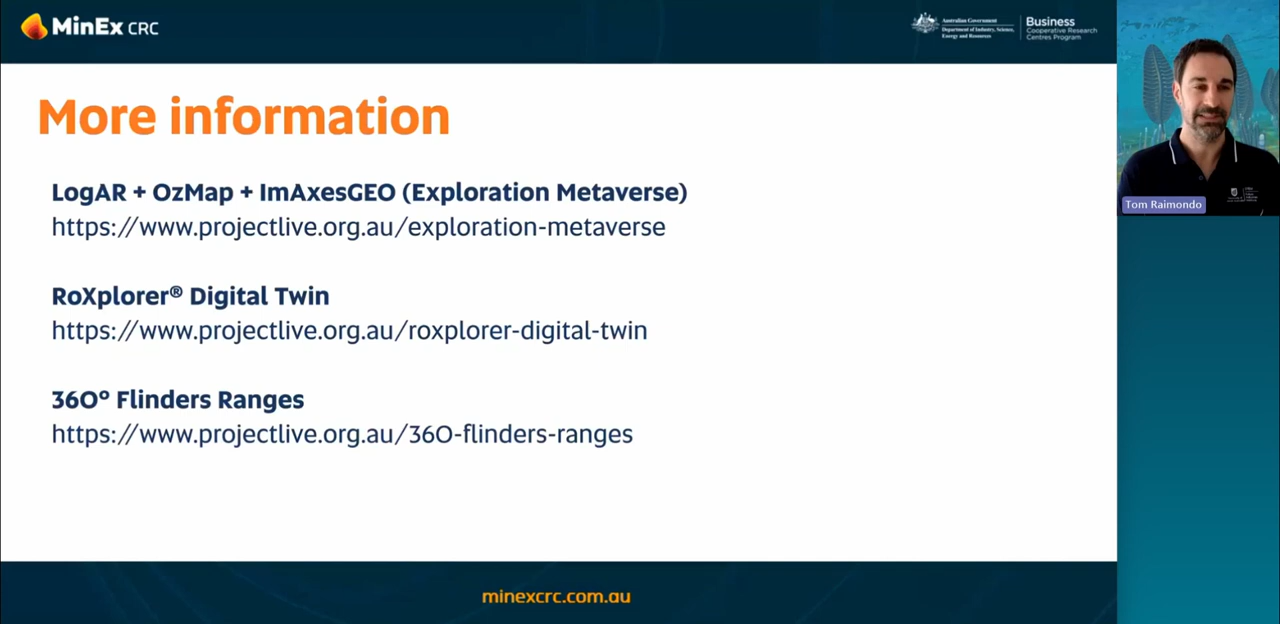 MinEx CRC
Australian Government
Department of Industry, Science,
Energy and Resources
Business
Cooperative Research
Centres Program
More information
LogAR + OzMap + ImAxesGEO (Exploration Metaverse)
https://www.projectlive.org.au/exploration-metaverse
RoXplorer® Digital Twin
https://www.projectlive.org.au/roxplorer-digital-twin
360° Flinders Ranges
https://www.projectlive.org.au/360-flinders-ranges
minexcrc.com.au
Tom Raimondo